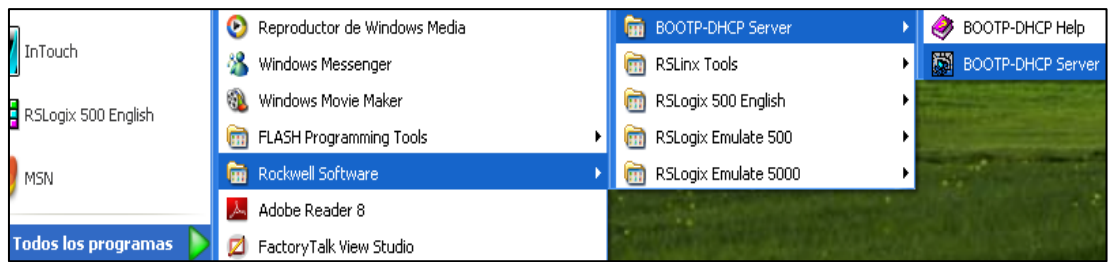 InTouch
RSLogix 500 English
MSN
Todos los programas
Reproductor de Windows Media
Windows Messenger
Windows Movie Maker
FLASH Programming Tools
Rockwell Software
Adobe Reader 8
FactoryTalk View Studio
BOOTP-DHCP Server
RSLinx Tools
RSLogix 500 English
RSLogix Emulate 500
RSLogix Emulate 5000
BOOTP-DHCP Help
BOOTP-DHCP Server